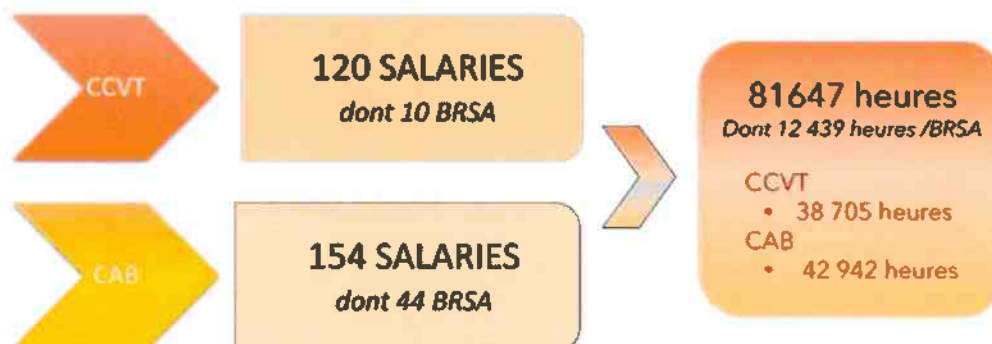 CCVT
120 SALARIES
dont 10 BRSA
CAB
154 SALARIES
dont 44 BRSA
81647 heures
Dont 12 439 heures /BRSA
CCVT
• 38 705 heures
CAB
• 42 942 heures